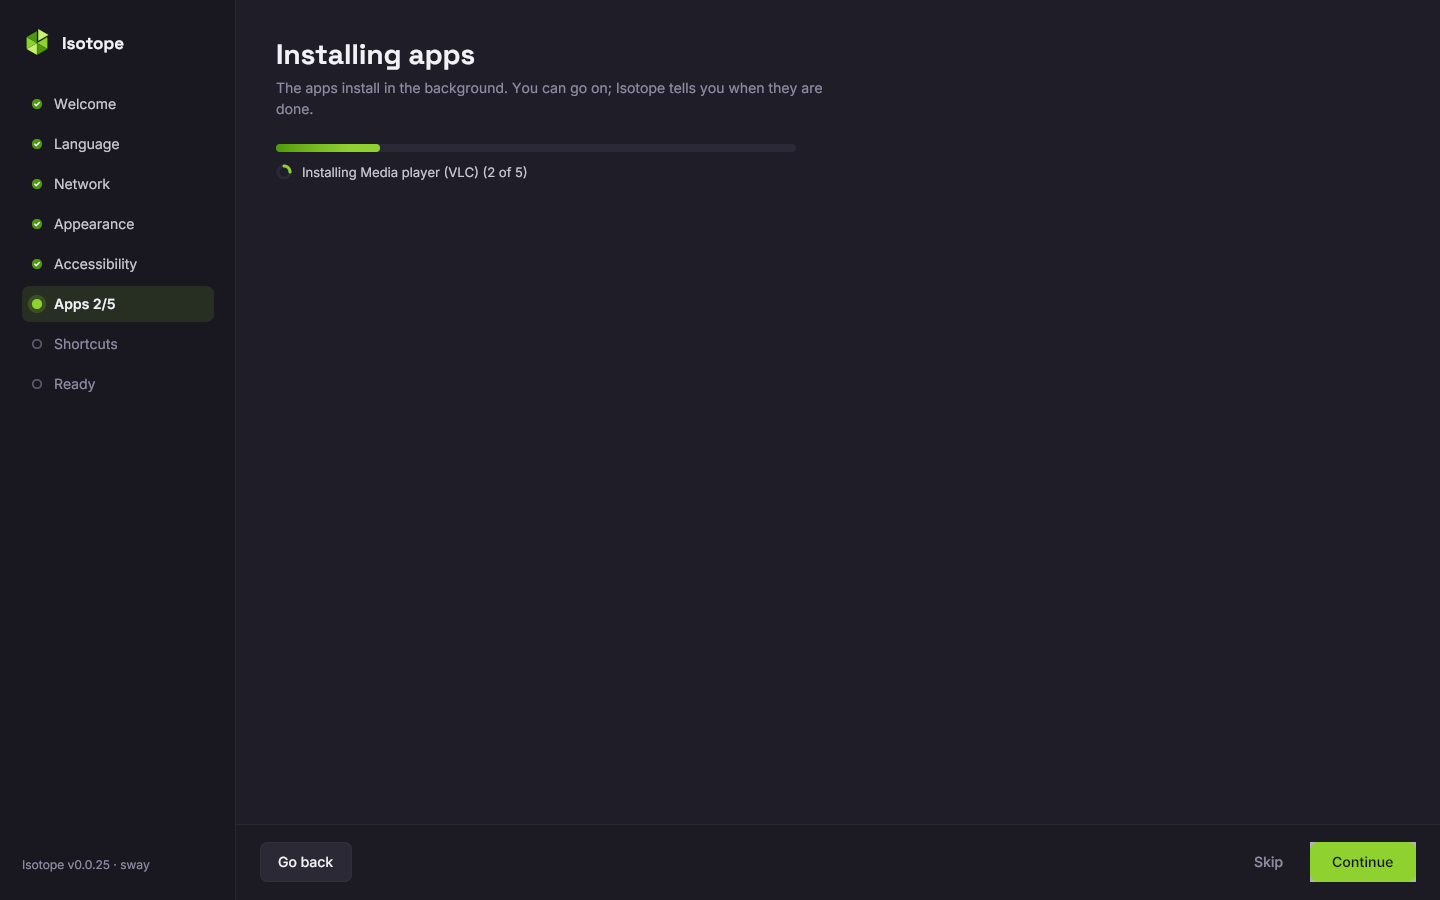 Isotope
Welcome
Language
Network
Appearance
Accessibility
Apps 2/5
Shortcuts
Ready
Isotope v0.0.25 · sway
Installing apps
The apps install in the background. You can go on; Isotope tells you when they are
done.
Installing Media player (VLC) (2 of 5)
Go back
Skip
Continue